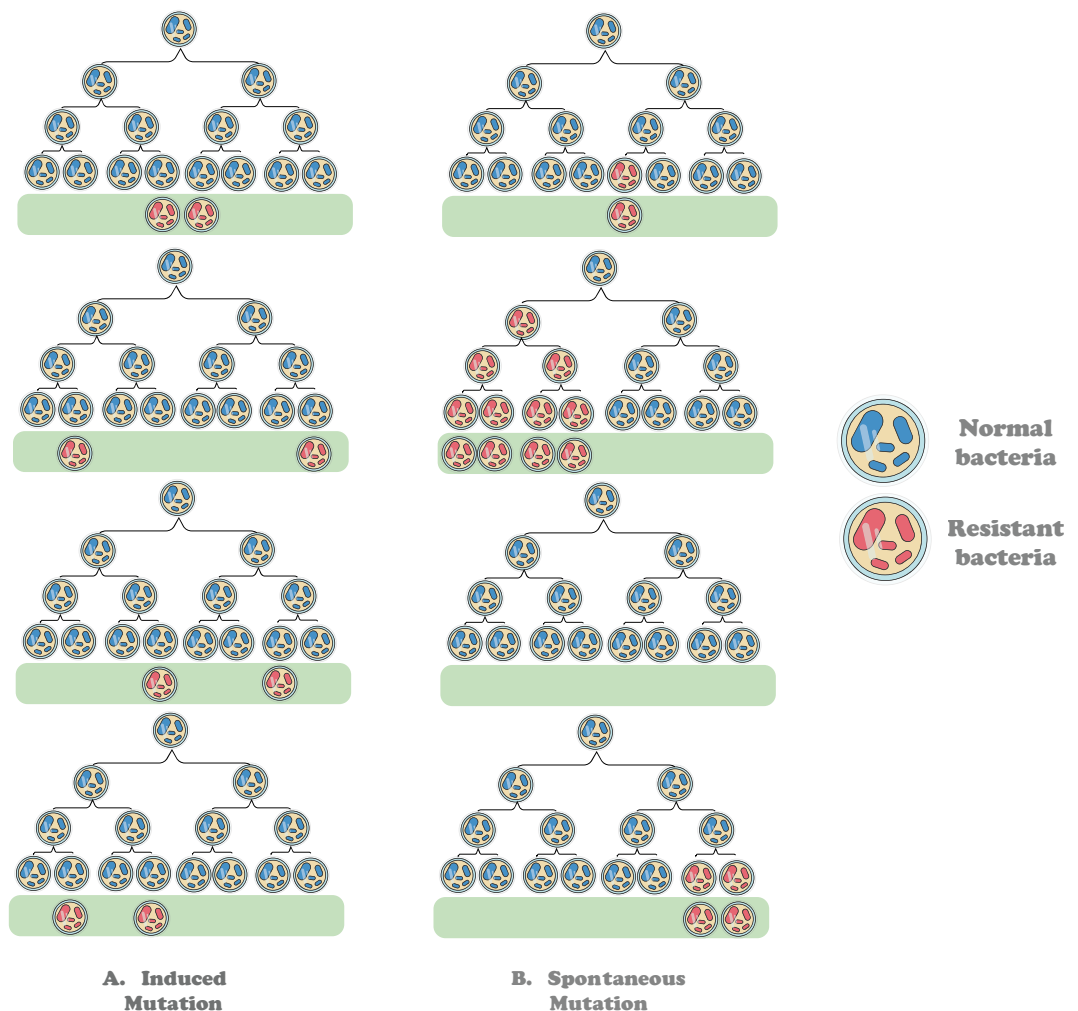 Normal
bacteria
Resistant
bacteria
A. Induced
Mutation
B. Spontaneous
Mutation